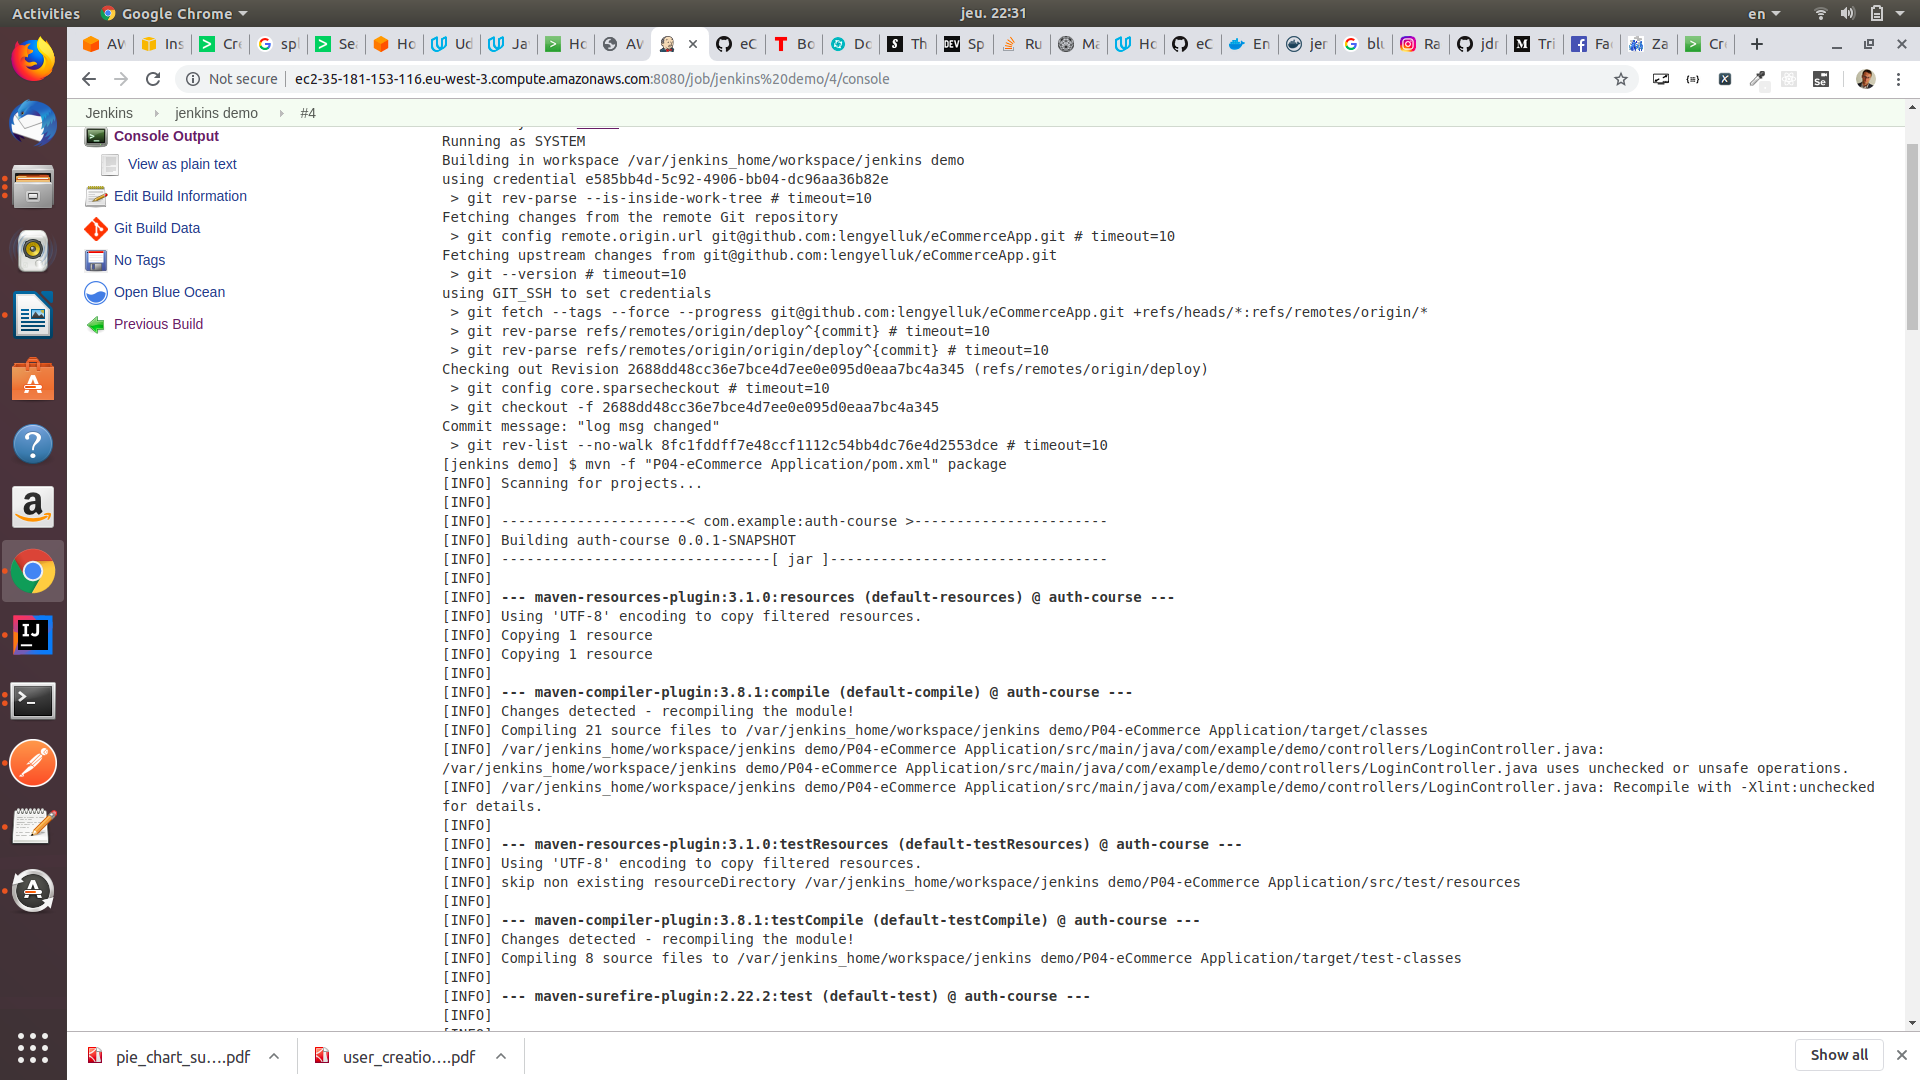 Activities
Google Chrome
jeu. 22:31
en
AW
Ins
Cre
spl
Sea
Ho
Ud
Ja
Ho
AW
eC
Bo
Do
Th
Sp
Ru
Ma
Ho
eC
En
jer
blu
Ra
jdr
Tri
Fac
Za
Cre
Not secure
ec2-35-181-153-116.eu-west-3.compute.amazonaws.com:8080/job/jenkins%20demo/4/console
Jenkins
jenkins demo
#4
Console Output
View as plain text
Edit Build Information
Git Build Data
No Tags
Open Blue Ocean
Previous Build
Running as SYSTEM
Building in workspace /var/jenkins_home/workspace/jenkins demo
using credential e585bb4d-5c92-4906-bb04-dc96aa36b82e
> git rev-parse --is-inside-work-tree # timeout=10
Fetching changes from the remote Git repository
> git config remote.origin.url git@github.com:lengyelluk/eCommerceApp.git # timeout=10
Fetching upstream changes from git@github.com:lengyelluk/eCommerceApp.git
> git --version # timeout=10
using GIT_SSH to set credentials
> git fetch --tags --force --progress git@github.com:lengyelluk/eCommerceApp.git +refs/heads/*:refs/remotes/origin/*
> git rev-parse refs/remotes/origin/deploy^{commit} # timeout=10
> git rev-parse refs/remotes/origin/origin/deploy^{commit} # timeout=10
Checking out Revision 2688dd48cc36e7bce4d7ee0e095d0eaa7bc4a345 (refs/remotes/origin/deploy)
> git config core.sparsecheckout # timeout=10
> git checkout -f 2688dd48cc36e7bce4d7ee0e095d0eaa7bc4a345
Commit message: "log msg changed"
> git rev-list --no-walk 8fc1fddff7e48ccf1112c54bb4dc76e4d2553dce # timeout=10
[jenkins demo] $ mvn -f "P04-eCommerce Application/pom.xml" package
[INFO] Scanning for projects...
[INFO]
[INFO] ----------------------< com.example:auth-course >-----------------------
[INFO] Building auth-course 0.0.1-SNAPSHOT
[INFO] --------------------------------[ jar ]---------------------------------
[INFO]
[INFO] --- maven-resources-plugin:3.1.0:resources (default-resources) @ auth-course ---
[INFO] Using 'UTF-8' encoding to copy filtered resources.
[INFO] Copying 1 resource
[INFO] Copying 1 resource
[INFO]
[INFO] --- maven-compiler-plugin:3.8.1:compile (default-compile) @ auth-course ---
[INFO] Changes detected - recompiling the module!
[INFO] Compiling 21 source files to /var/jenkins_home/workspace/jenkins demo/P04-eCommerce Application/target/classes
[INFO] /var/jenkins_home/workspace/jenkins demo/P04-eCommerce Application/src/main/java/com/example/demo/controllers/LoginController.java:
/var/jenkins_home/workspace/jenkins demo/P04-eCommerce Application/src/main/java/com/example/demo/controllers/LoginController.java uses unchecked or unsafe operations.
[INFO] /var/jenkins_home/workspace/jenkins demo/P04-eCommerce Application/src/main/java/com/example/demo/controllers/LoginController.java: Recompile with -Xlint:unchecked
for details.
[INFO]
[INFO] --- maven-resources-plugin:3.1.0:testResources (default-testResources) @ auth-course ---
[INFO] Using 'UTF-8' encoding to copy filtered resources.
[INFO] skip non existing resourceDirectory /var/jenkins_home/workspace/jenkins demo/P04-eCommerce Application/src/test/resources
[INFO]
[INFO] --- maven-compiler-plugin:3.8.1:testCompile (default-testCompile) @ auth-course ---
[INFO] Changes detected - recompiling the module!
[INFO] Compiling 8 source files to /var/jenkins_home/workspace/jenkins demo/P04-eCommerce Application/target/test-classes
[INFO]
[INFO] --- maven-surefire-plugin:2.22.2:test (default-test) @ auth-course ---
[INFO]
pie_chart_su….pdf
user_creatio….pdf
Show all